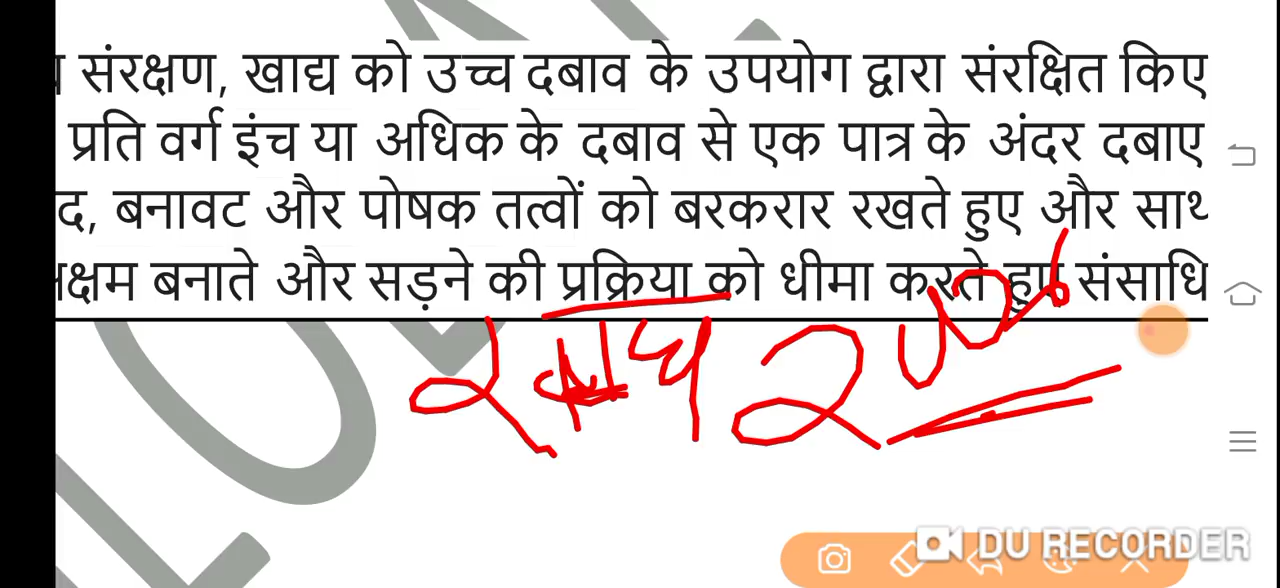 संरक्षण, खाद्य को उच्च दबाव के उपयोग द्वारा संरक्षित किए
प्रति वर्ग इंच या अधिक के दबाव से एक पात्र के अंदर दबाए
द, बनावट और पोषक तत्वों को बरकरार रखते हुए और साथ
क्षम बनाते और सड़ने की प्रक्रिया को धीमा करते हुए संसाधि
DU RECORDER